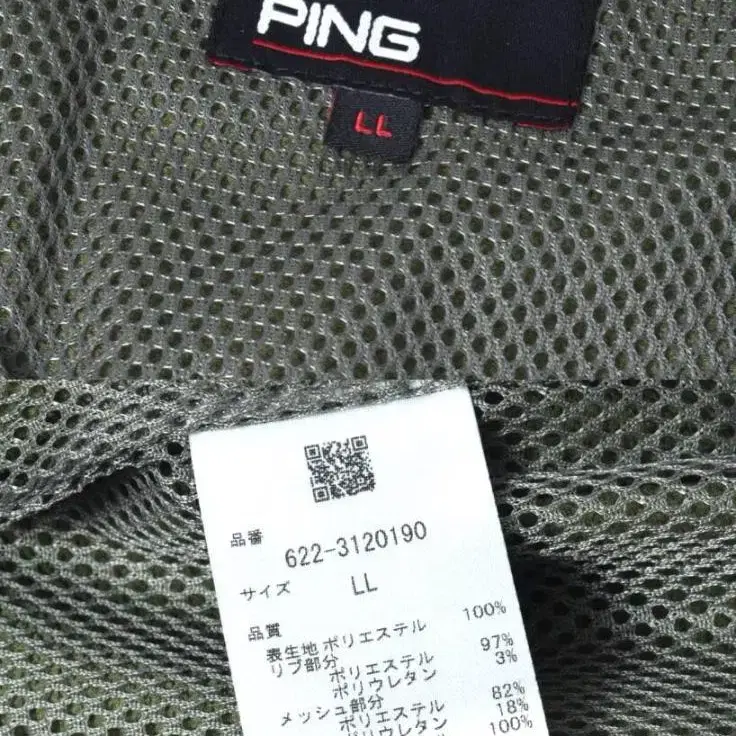 PING
LL
品番 622-3120190
サイズ LL
品質
表生地 ポリエステル 100%
リブ部分
ポリエステル 97%
ポリウレタン 3%
メッシュ部分
ポリエステル 82%
ポリウレタン 18%
100%